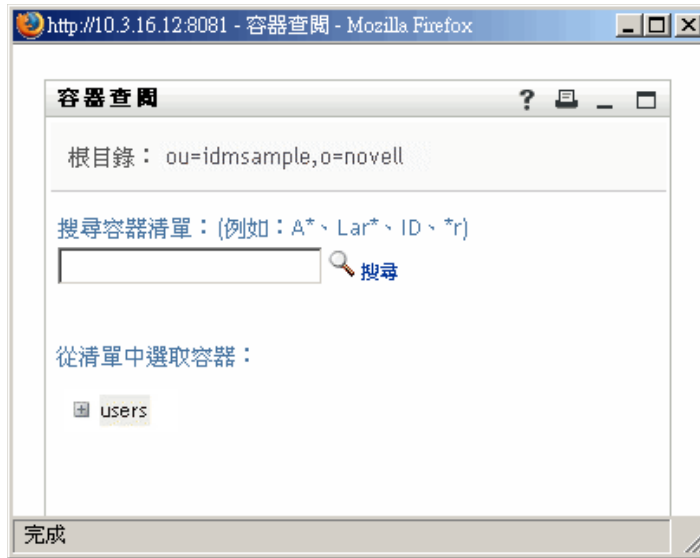 http://10.3.16.12:8081 - 容器查閱 - Mozilla Firefox
容器查閱
根目錄： ou=idmsample,o=novell
搜尋容器清單：(例如：A*、Lar*、ID、*r)
搜尋
從清單中選取容器：
users
完成